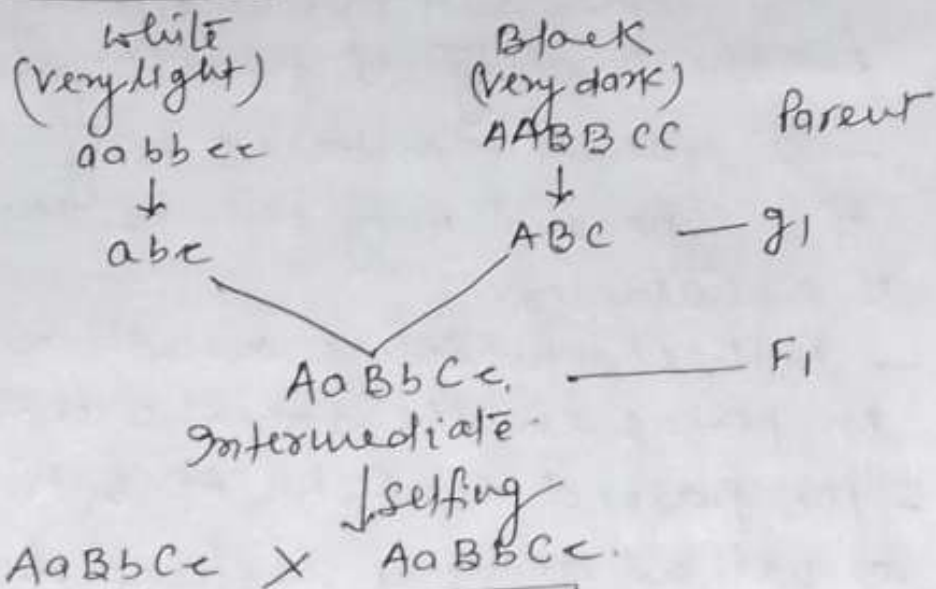 white Black
(very light) (very dark) Parent
aabbcc AABBCC
abc ABC g1
AaBbCc. F1
Intermediate
selfing
AaBbCc X AaBbCc.